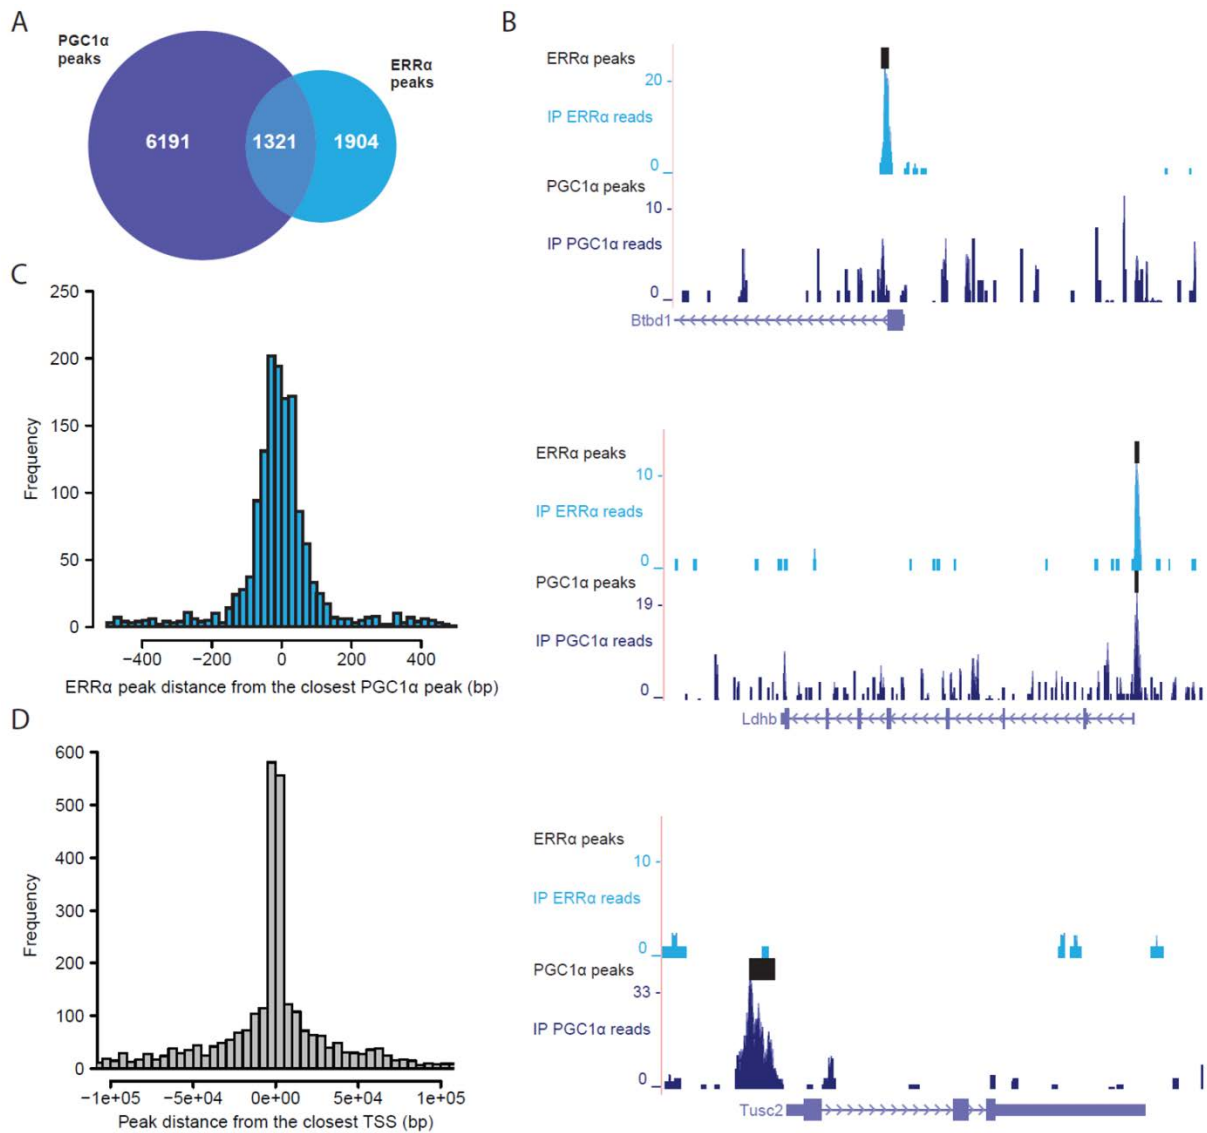 A
PGC1α
peaks
ERRα
peaks
6191
1321
1904
B
ERRα peaks
20
IP ERRα reads
0
PGC1α peaks
10
IP PGC1α reads
0
Btbd1
ERRα peaks
10
IP ERRα reads
0
PGC1α peaks
19
IP PGC1α reads
0
Ldhb
ERRα peaks
10
IP ERRα reads
0
PGC1α peaks
33
IP PGC1α reads
0
Tusc2
C
250
200
150
100
50
0
Frequency
−400 −200 0 200 400
ERRα peak distance from the closest PGC1α peak (bp)
D
600
500
400
300
200
100
0
Frequency
−1e+05 −5e+04 0e+00 5e+04 1e+05
Peak distance from the closest TSS (bp)